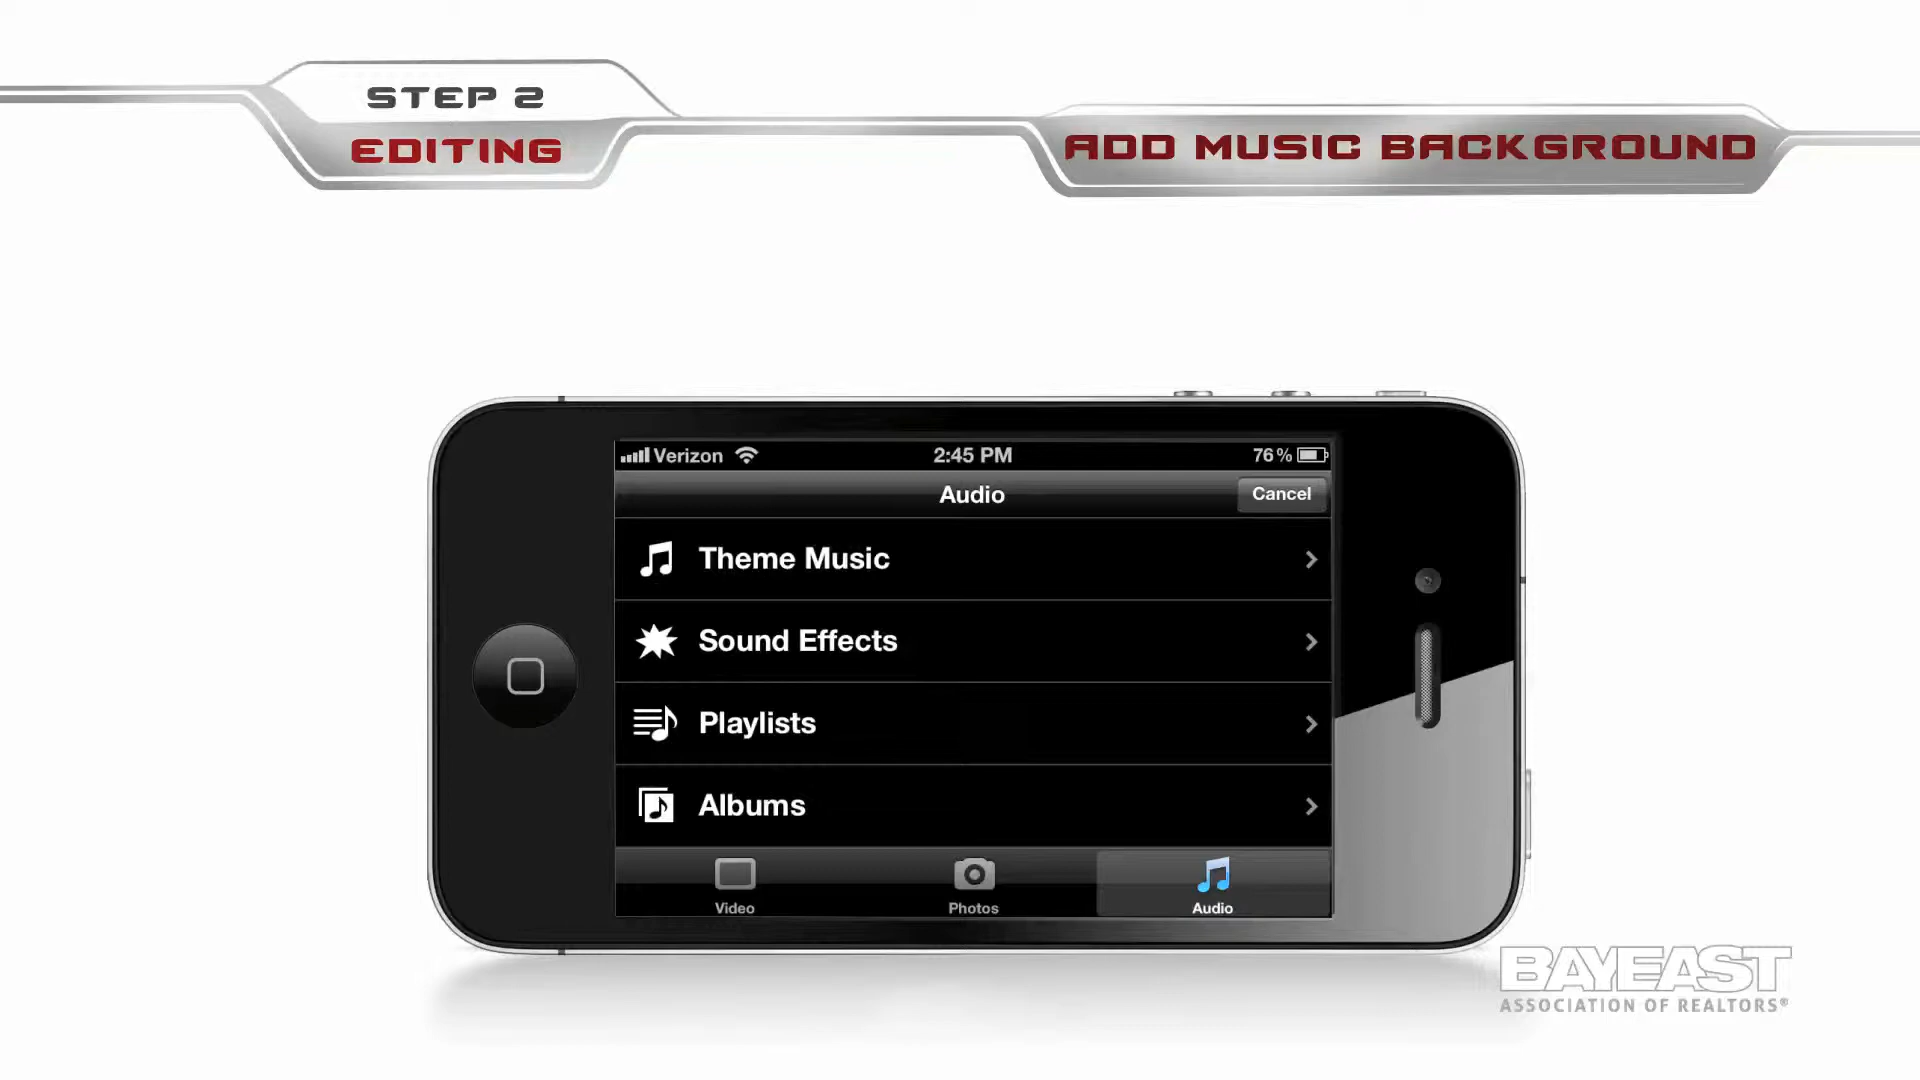 STEP 2
EDITING
ADD MUSIC BACKGROUND
Verizon 2:45 PM 76%
Audio Cancel
Theme Music
Sound Effects
Playlists
Albums
Video Photos Audio
BAYEAST
ASSOCIATION OF REALTORS®